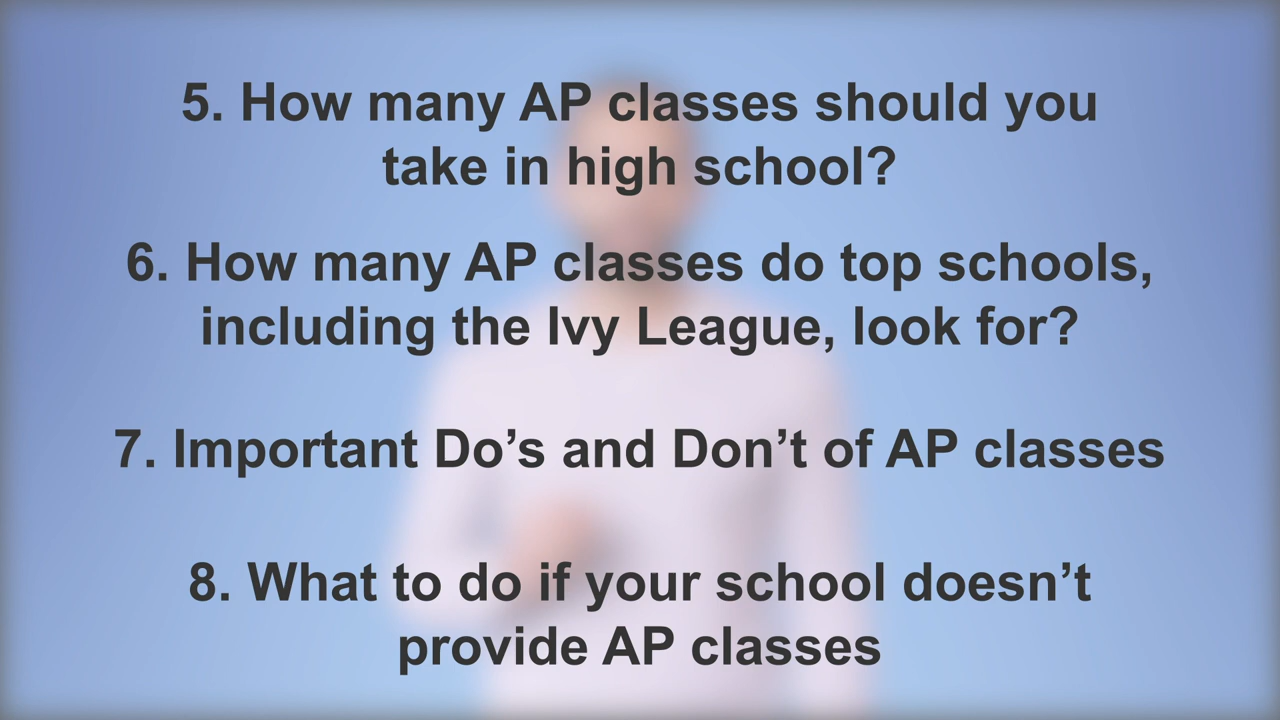 5. How many AP classes should you
take in high school?
6. How many AP classes do top schools,
including the Ivy League, look for?
7. Important Do’s and Don’t of AP classes
8. What to do if your school doesn’t
provide AP classes